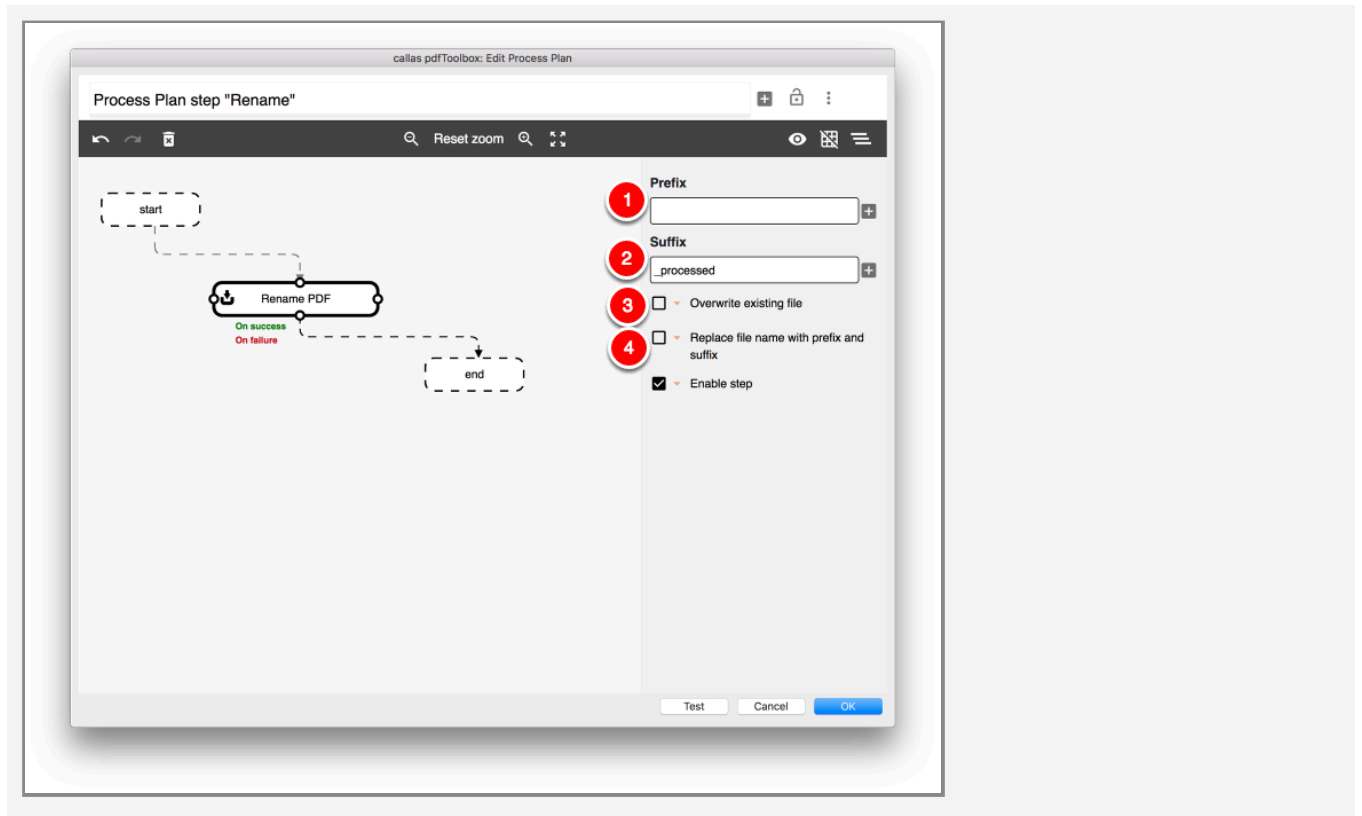 callas pdfToolbox: Edit Process Plan
Process Plan step "Rename"
Reset zoom
start
Rename PDF
On success
On failure
end
Prefix
1
Suffix
2
_processed
3
Overwrite existing file
4
Replace file name with prefix and
suffix
Enable step
Test Cancel OK